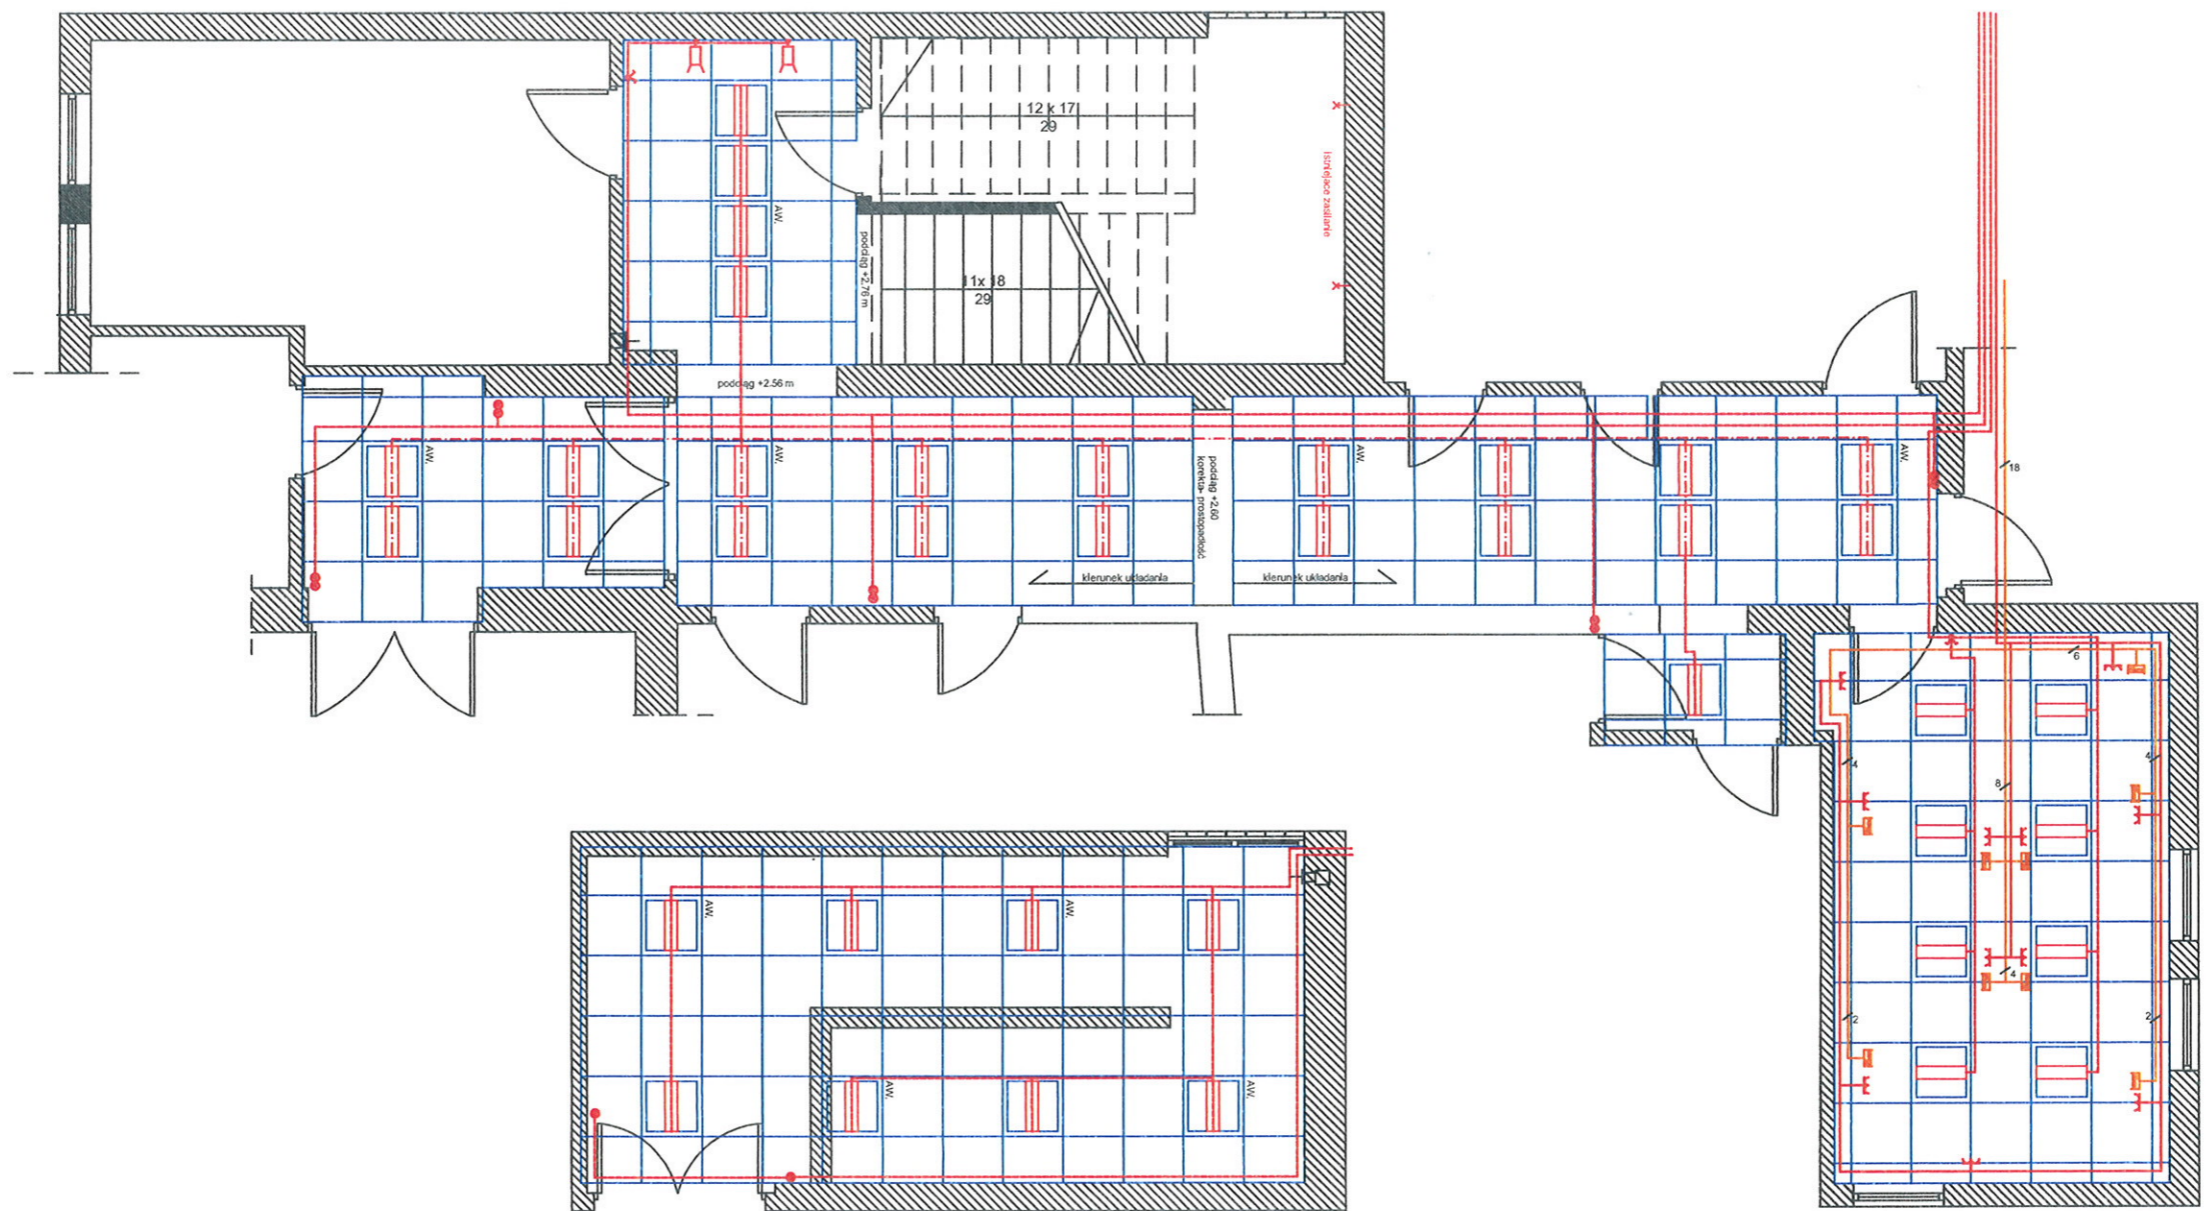 12 x 17
29
istniejące zasilanie
AW.
podciąg +2.76 m
11x 18
29
podciąg +2.56 m
AW.
AW.
AW.
AW.
podciąg +2.60
korekta- prostopadłość
18
kierunek układania
kierunek układania
6
4
4
8
AW.
AW.
4
2
2
AW.
AW.